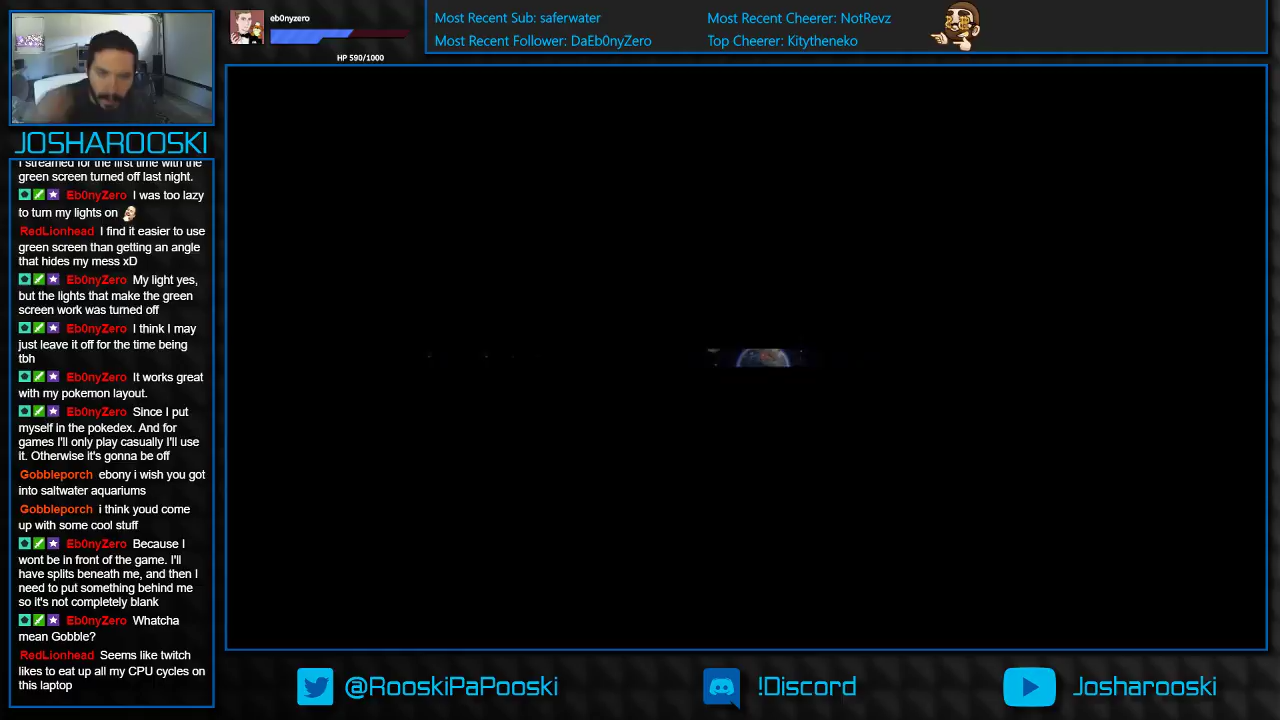 eb0nyzero
HP 590/1000
Most Recent Sub: saferwater
Most Recent Follower: DaEb0nyZero
Most Recent Cheerer: NotRevz
Top Cheerer: Kitytheneko
JOSHAROOSKI
I streamed for the first time with the
green screen turned off last night.
Eb0nyZero I was too lazy
to turn my lights on
RedLionhead I find it easier to use
green screen than getting an angle
that hides my mess xD
Eb0nyZero My light yes,
but the lights that make the green
screen work was turned off
Eb0nyZero I think I may
just leave it off for the time being
tbh
Eb0nyZero It works great
with my pokemon layout.
Eb0nyZero Since I put
myself in the pokedex. And for
games I'll only play casually I'll use
it. Otherwise it's gonna be off
Gobbleporch ebony i wish you got
into saltwater aquariums
Gobbleporch i think youd come
up with some cool stuff
Eb0nyZero Because I
wont be in front of the game. I'll
have splits beneath me, and then I
need to put something behind me
so it's not completely blank
Eb0nyZero Whatcha
mean Gobble?
RedLionhead Seems like twitch
likes to eat up all my CPU cycles on
this laptop
@RooskiPaPooski
!Discord
Josharooski